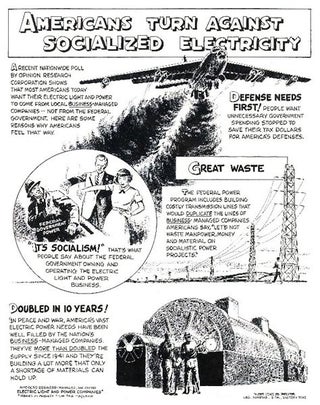 AMERICANS TURN AGAINST
SOCIALIZED ELECTRICITY
A RECENT NATIONWIDE POLL
BY OPINION RESEARCH
CORPORATION SHOWS
THAT MOST AMERICANS TODAY
WANT THEIR ELECTRIC LIGHT AND POWER
TO COME FROM LOCAL, BUSINESS-MANAGED
COMPANIES -- NOT FROM THE FEDERAL
GOVERNMENT. HERE ARE SOME
REASONS WHY AMERICANS
FEEL THAT WAY.
DEFENSE NEEDS
FIRST! PEOPLE WANT
UNNECESSARY GOVERNMENT
SPENDING STOPPED TO
SAVE THEIR TAX DOLLARS
FOR AMERICA'S DEFENSES.
FEDERAL
GOVERNMENT
POWER
"IT'S SOCIALISM!" THAT'S WHAT
PEOPLE SAY ABOUT THE FEDERAL
GOVERNMENT OWNING AND
OPERATING THE ELECTRIC
LIGHT AND POWER
BUSINESS.
GREAT WASTE
THE FEDERAL POWER
PROGRAM INCLUDES BUILDING
COSTLY TRANSMISSION LINES THAT
WOULD DUPLICATE THE LINES OF
BUSINESS-MANAGED COMPANIES.
AMERICANS SAY, "LET'S NOT
WASTE MANPOWER, MONEY
AND MATERIAL ON
SOCIALISTIC POWER
PROJECTS."
DOUBLED IN 10 YEARS!
IN PEACE AND WAR, AMERICA'S VAST
ELECTRIC POWER NEEDS HAVE BEEN
WELL FILLED BY THE NATION'S
BUSINESS-MANAGED COMPANIES.
THEY'VE MORE THAN DOUBLED THE
SUPPLY SINCE 1941 AND THEY'RE
BUILDING A LOT MORE THAT ONLY
A SHORTAGE OF MATERIALS CAN
HOLD UP.
ELECTRIC LIGHT AND POWER COMPANIES